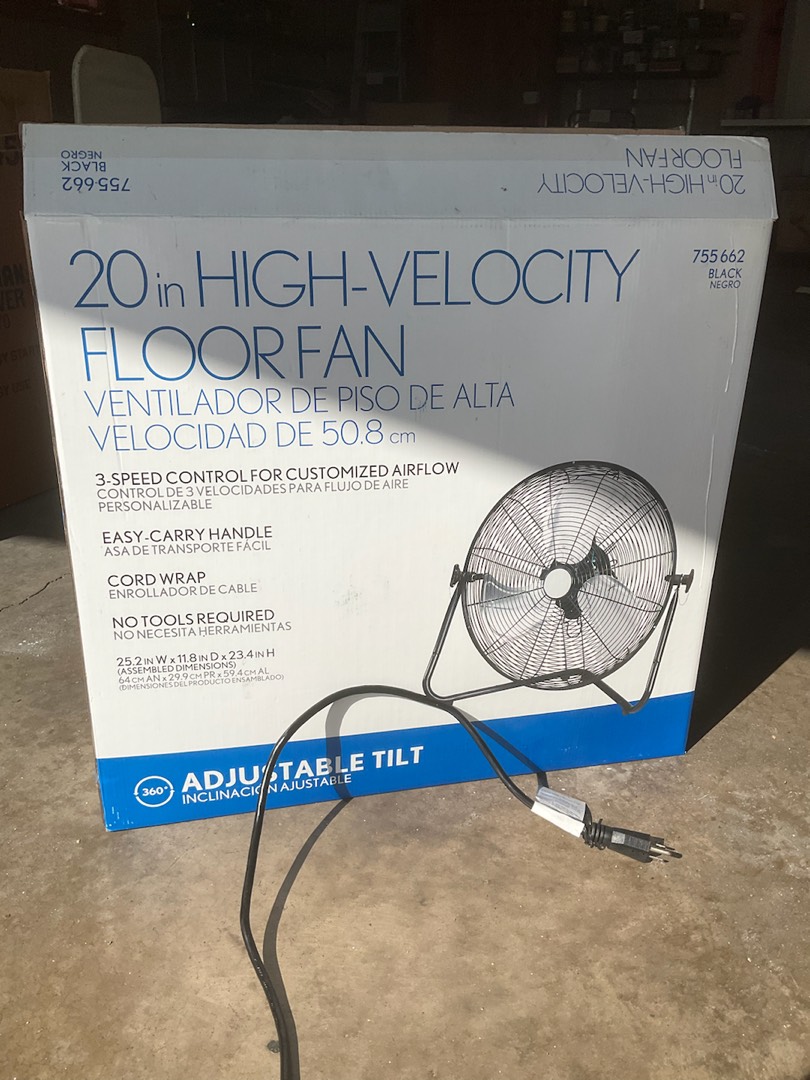 755-662
BLACK
NEGRO
20 in HIGH-VELOCITY
FLOOR FAN
20 in HIGH-VELOCITY
FLOOR FAN
755 662
BLACK
NEGRO
VENTILADOR DE PISO DE ALTA
VELOCIDAD DE 50.8 cm
3-SPEED CONTROL FOR CUSTOMIZED AIRFLOW
CONTROL DE 3 VELOCIDADES PARA FLUJO DE AIRE
PERSONALIZABLE
EASY-CARRY HANDLE
ASA DE TRANSPORTE FÁCIL
CORD WRAP
ENROLLADOR DE CABLE
NO TOOLS REQUIRED
NO NECESITA HERRAMIENTAS
25.2 IN W x 11.8 IN D x 23.4 IN H
(ASSEMBLED DIMENSIONS)
64 CM AN x 29.9 CM PR x 59.4 CM AL
(DIMENSIONES DEL PRODUCTO ENSAMBLADO)
360°
ADJUSTABLE TILT
INCLINACIÓN AJUSTABLE